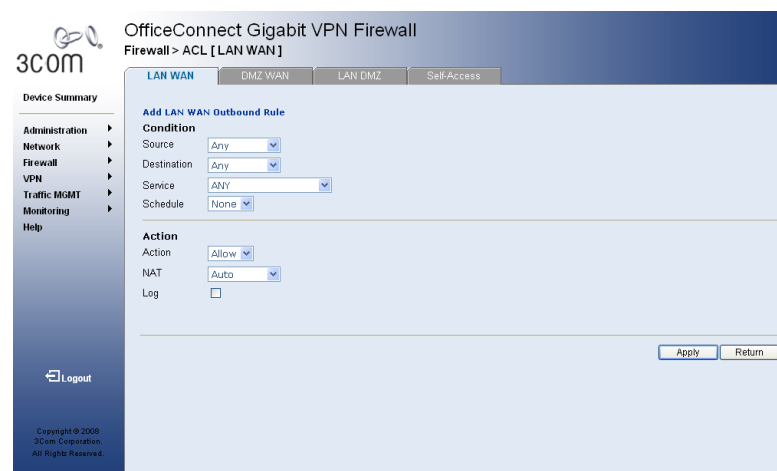 3COM
OfficeConnect Gigabit VPN Firewall
Firewall > ACL [ LAN WAN ]
LAN WAN DMZ WAN LAN DMZ Self-Access
Device Summary
Administration
Network
Firewall
VPN
Traffic MGMT
Monitoring
Help
Logout
Copyright © 2008
3Com Corporation.
All Rights Reserved.
Add LAN WAN Outbound Rule
Condition
Source Any
Destination Any
Service ANY
Schedule None
Action
Action Allow
NAT Auto
Log
Apply Return